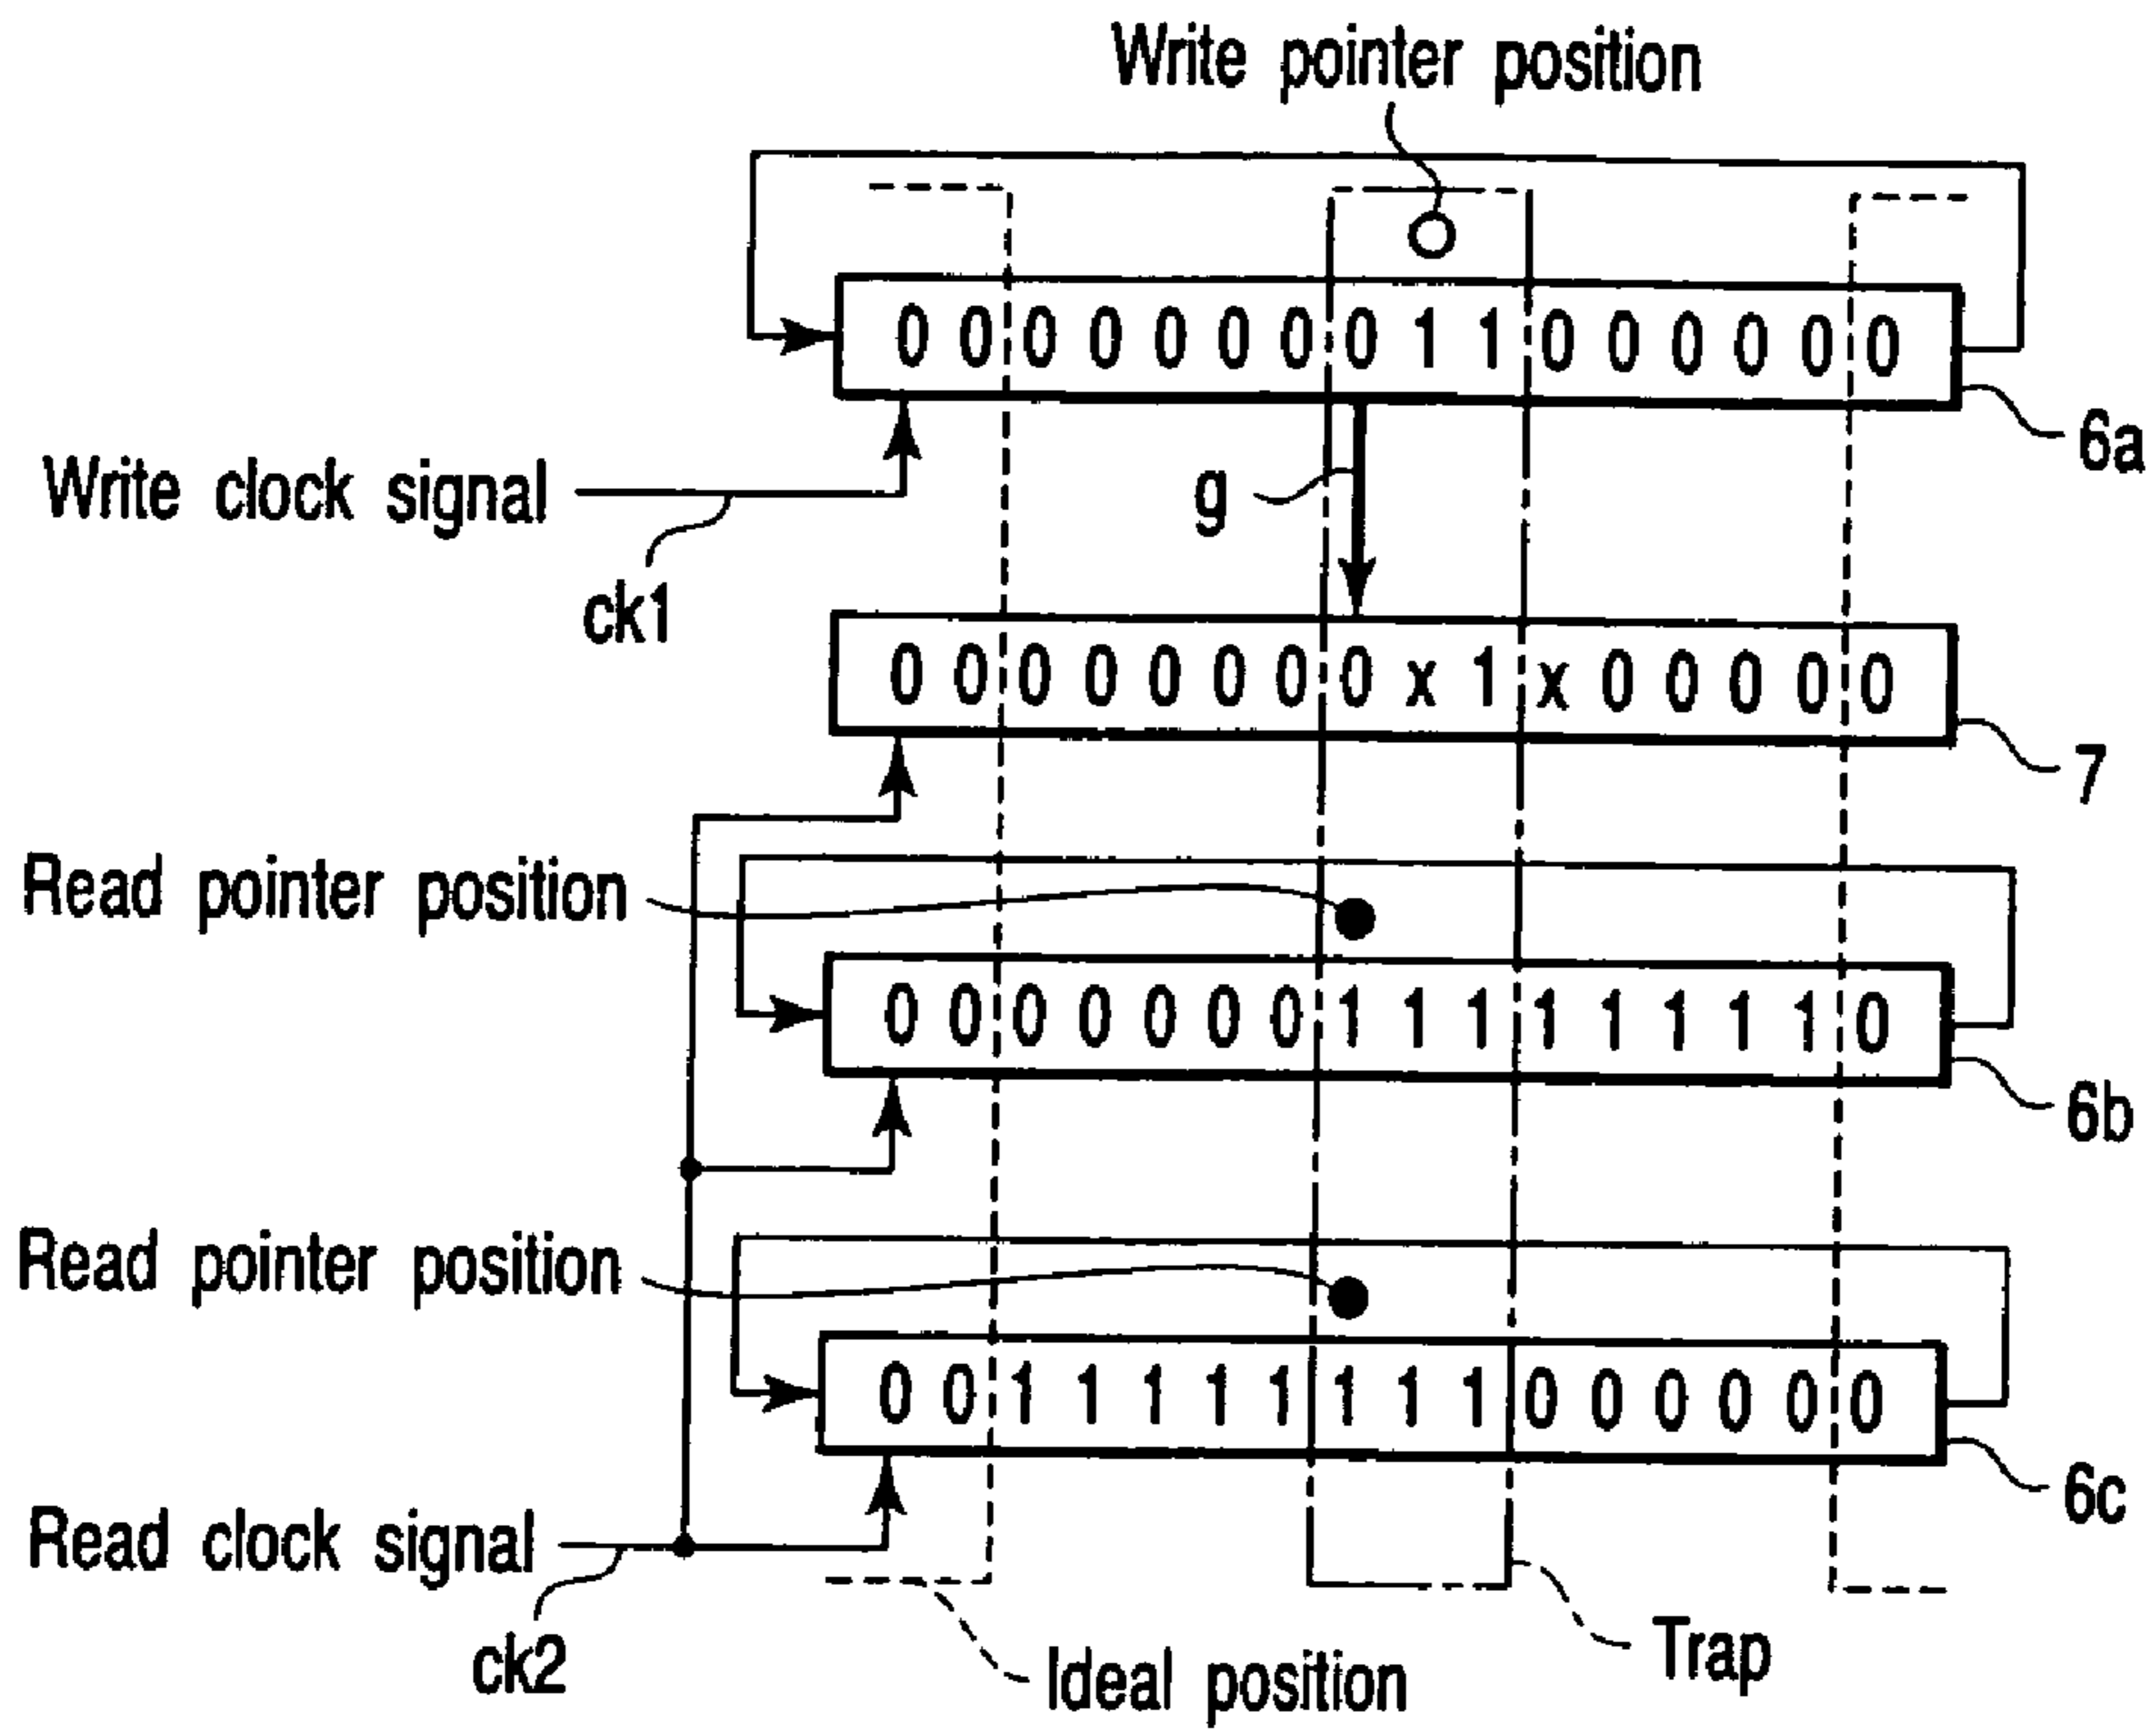 Write pointer position
0 0 0 0 0 0 0 0 1 1 0 0 0 0 0 0
6a
Write clock signal
g
ck1
0 0 0 0 0 0 0 0 x 1 x 0 0 0 0 0
7
Read pointer position
0 0 0 0 0 0 0 1 1 1 1 1 1 1 1 0
6b
Read pointer position
0 0 1 1 1 1 1 1 1 1 0 0 0 0 0 0
6c
Read clock signal
ck2
Ideal position
Trap